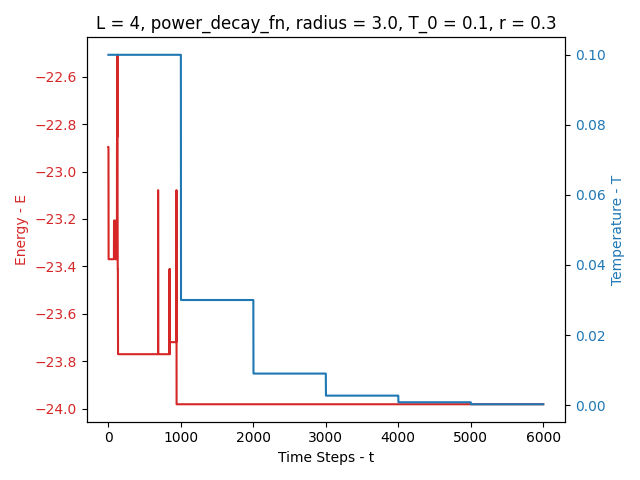 L = 4, power_decay_fn, radius = 3.0, T_0 = 0.1, r = 0.3
Energy - E
−22.6
−22.8
−23.0
−23.2
−23.4
−23.6
−23.8
−24.0
0.10
0.08
0.06
0.04
0.02
0.00
Temperature - T
0 1000 2000 3000 4000 5000 6000
Time Steps - t